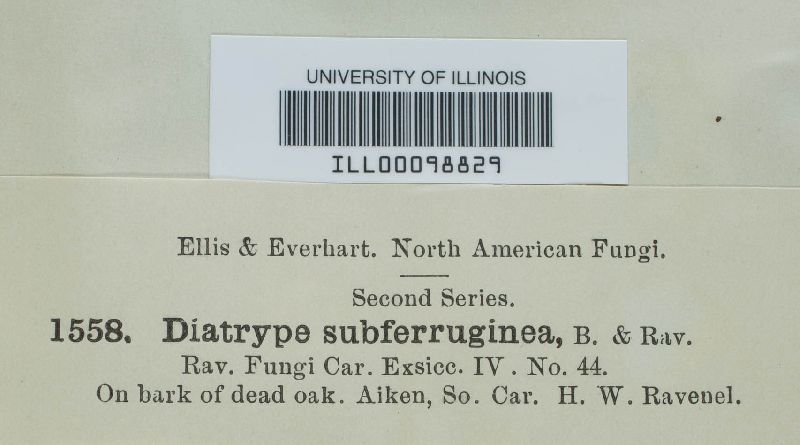 UNIVERSITY OF ILLINOIS
ILL00098829
Ellis & Everhart. North American Fungi.
Second Series.
1558. Diatrype subferruginea, B. & Rav.
Rav. Fungi Car. Exsicc. IV. No. 44.
On bark of dead oak. Aiken, So. Car. H. W. Ravenel.